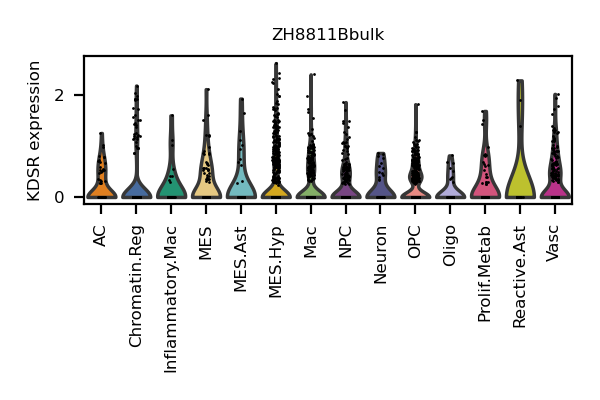 ZH8811Bbulk
KDSR expression
2
0
AC
Chromatin.Reg
Inflammatory.Mac
MES
MES.Ast
MES.Hyp
Mac
NPC
Neuron
OPC
Oligo
Prolif.Metab
Reactive.Ast
Vasc